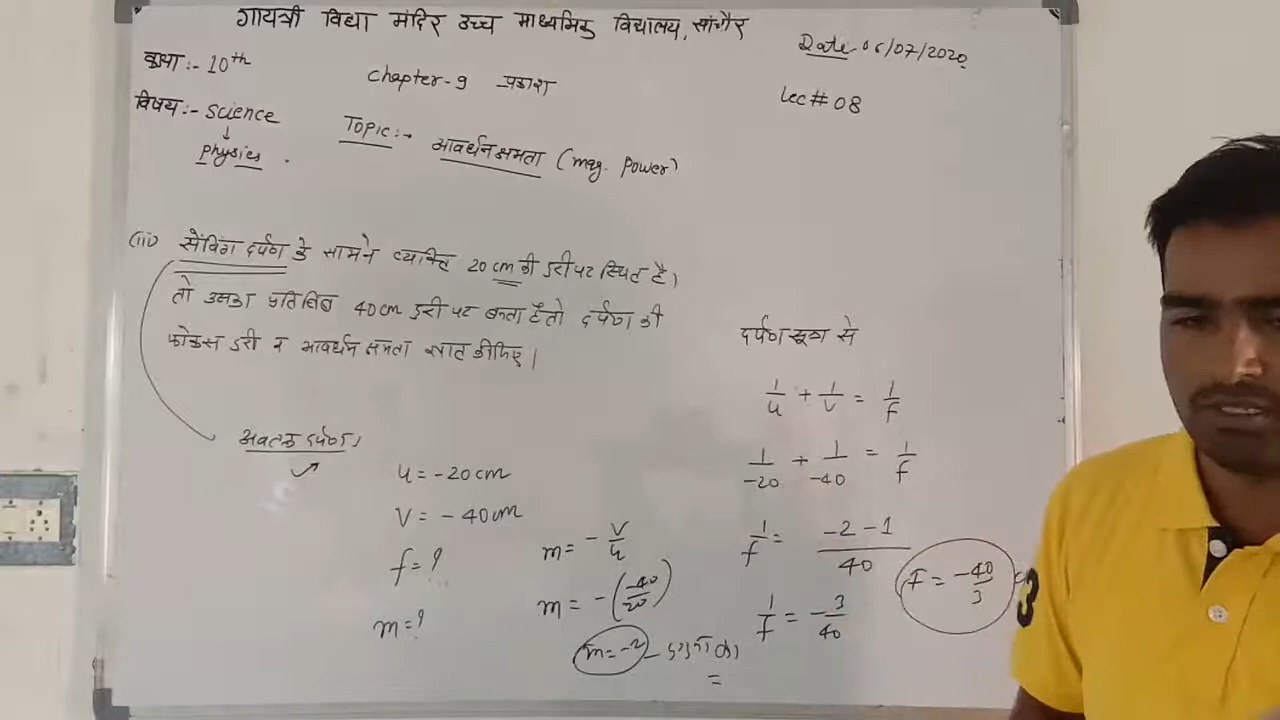 गायत्री विद्या मंदिर उच्च माध्यमिक विद्यालय, सांगोर
Date 06/07/2020
कक्षा :- 10th
Chapter-9 प्रकाश
Lec # 08
विषय :- Science
↓
Physics
Topic :→ आवर्धन क्षमता (mag. Power)
(iii) सेविंग दर्पण के सामने व्यक्ति 20 cm की दूरी पर स्थित है।
तो उसका प्रतिबिंब 40 cm दूरी पर बनता है तो दर्पण की
फोकस दूरी व आवर्धन क्षमता ज्ञात कीजिए।
अवतल दर्पण।
u = -20 cm
v = - 40 cm
f = ?
m = ?
m = - v/u
m = - (-40/20)
m = -2
दर्पण सूत्र से
1/u + 1/v = 1/f
1/-20 + 1/-40 = 1/f
1/f = -2 -1 / 40
1/f = -3/40
F = -40/3
3